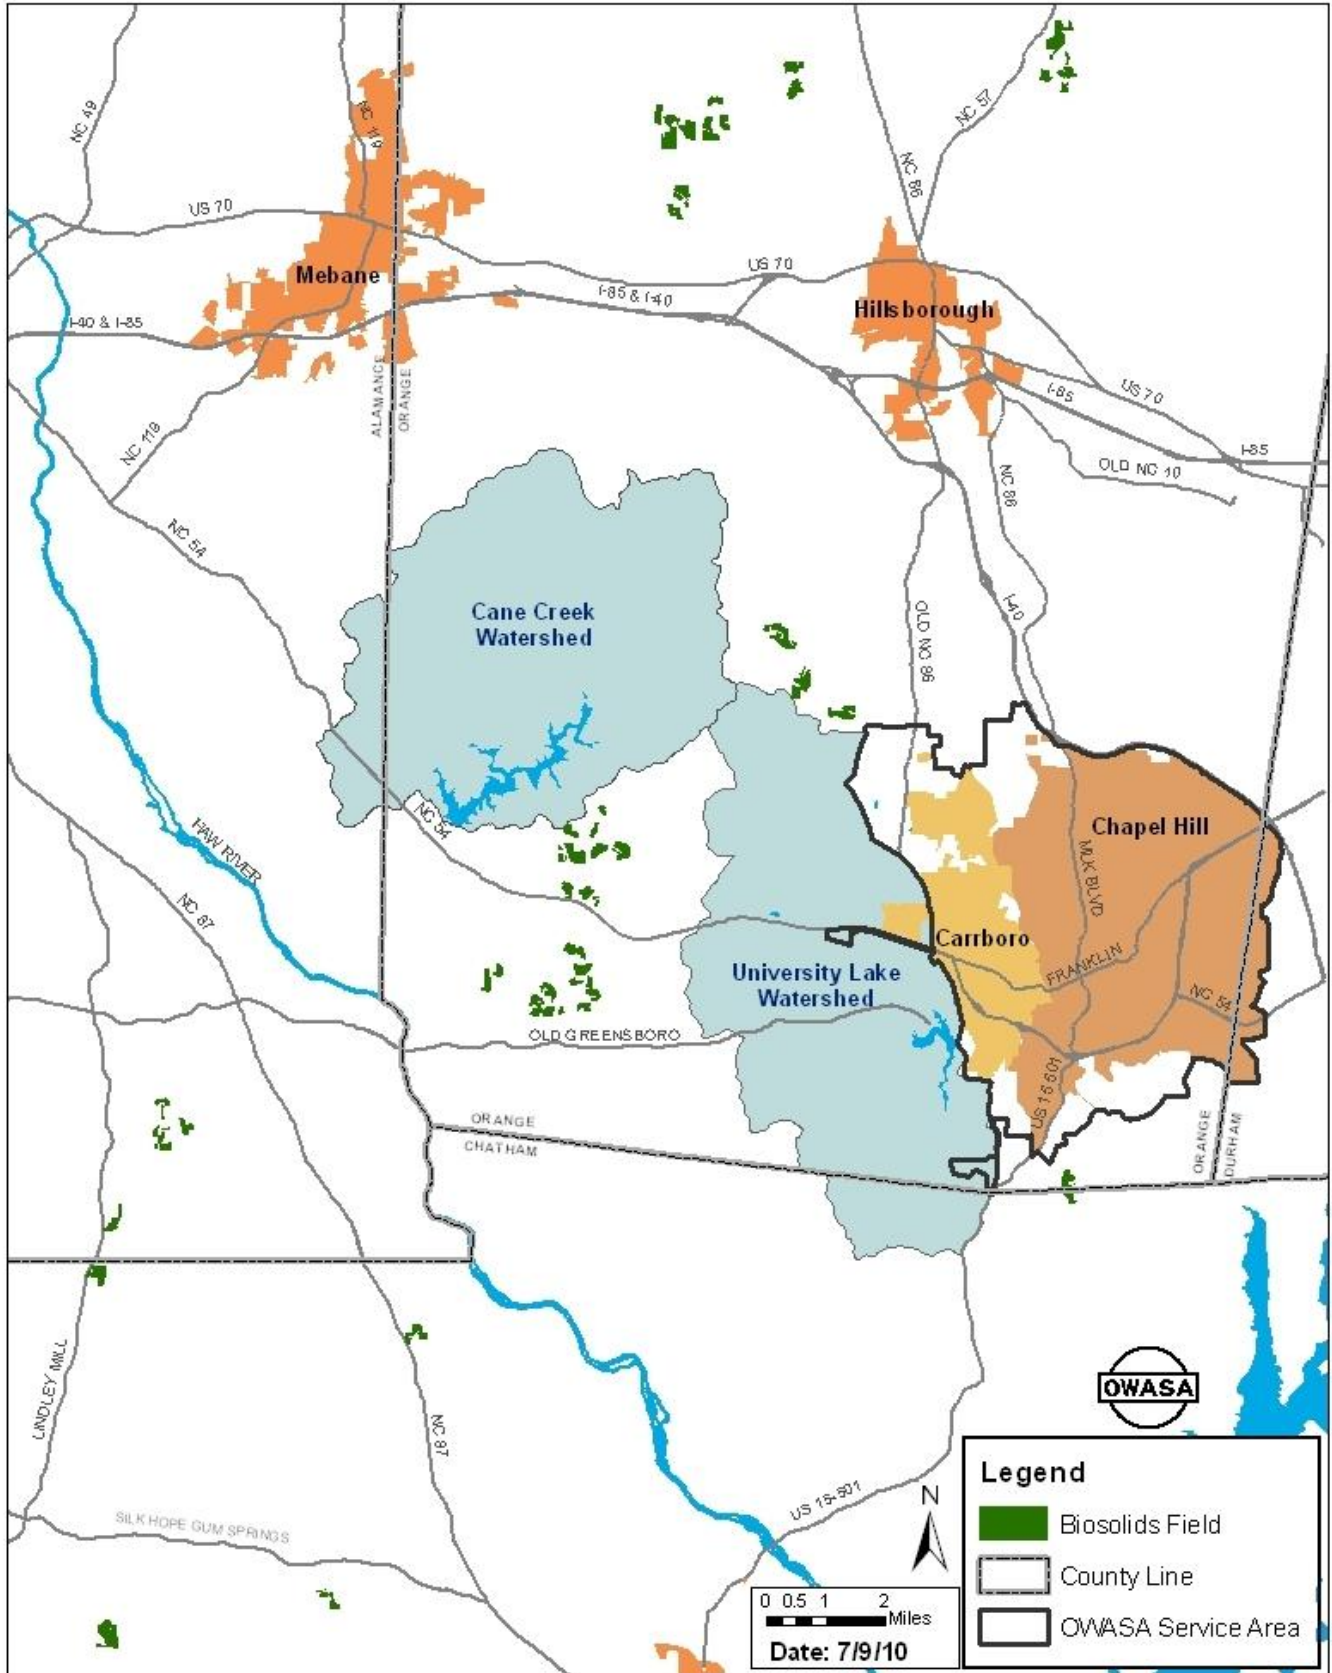 NC 49
NC 119
NC 57
NC 86
US 70
Mebane
US 70
I-85 & I-40
Hillsborough
I-40 & I-85
ALAMANCE
ORANGE
I-85
US 70
NC 119
I-85
OLD NC 10
NC 86
NC 54
Cane Creek
Watershed
I-40
OLD NC 86
NC 54
Chapel Hill
HAW RIVER
MLK BLVD
NC 87
Carrboro
FRANKLIN
University Lake
Watershed
NC 54
OLD GREENSBORO
US 15 501
ORANGE
CHATHAM
ORANGE
DURHAM
LINDLEY MILL
OWASA
NC 87
Legend
US 15-501
N
Biosolids Field
SILK HOPE GUM SPRINGS
County Line
0 0.5 1 2
Miles
OWASA Service Area
Date: 7/9/10